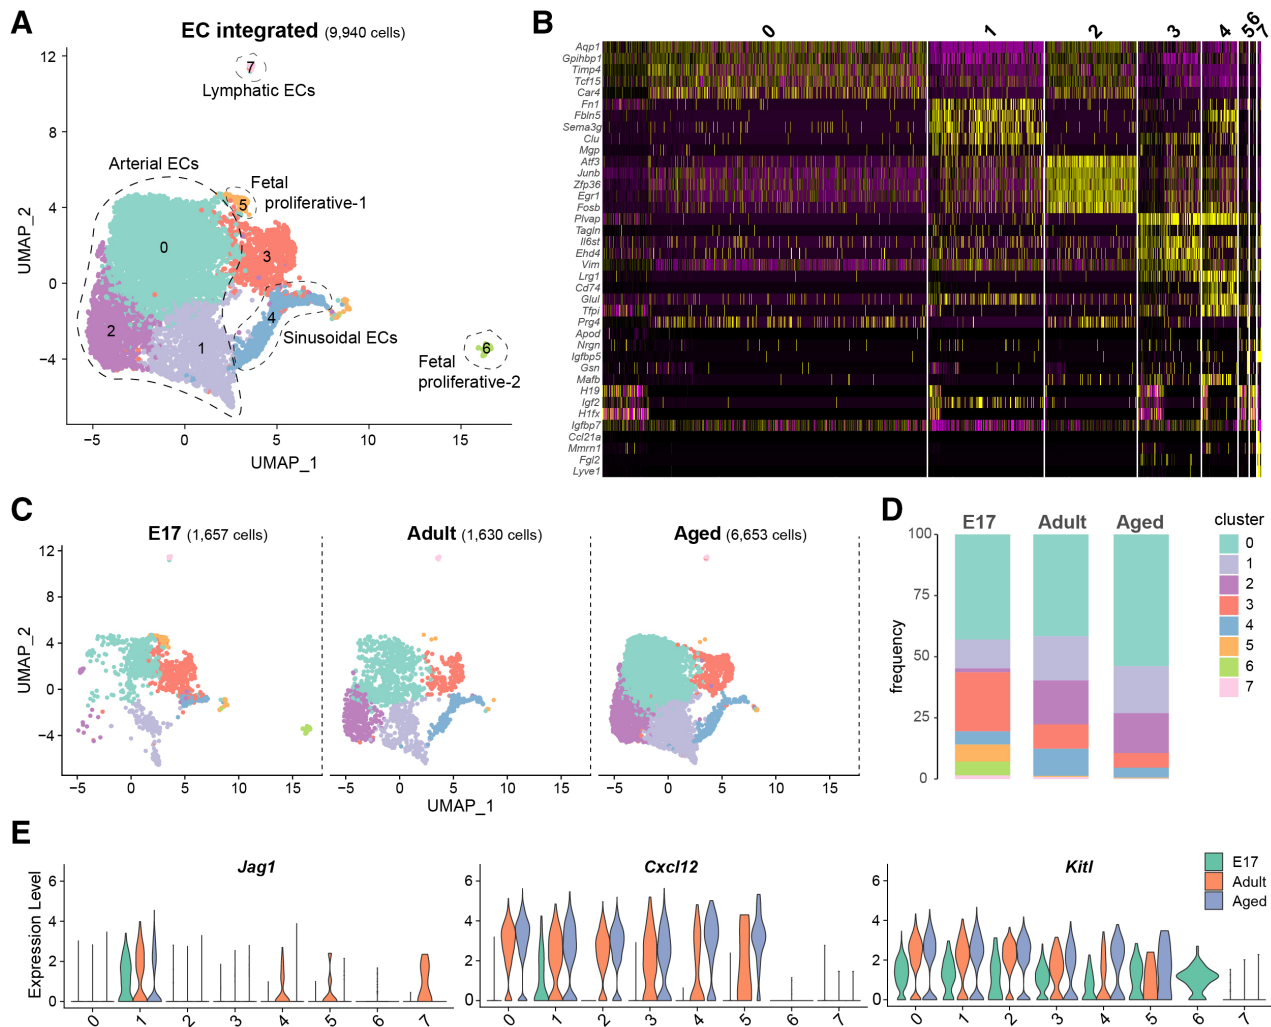 A
EC integrated (9,940 cells)
12
8
4
0
−4
−5
0
5
10
15
UMAP_2
UMAP_1
7
Lymphatic ECs
Arterial ECs
Fetal
proliferative-1
5
0
3
2
1
4
Sinusoidal ECs
6
Fetal
proliferative-2
B
0 1 2 3 4 5 6 7
Aqp1
Gpihbp1
Timp4
Tcf15
Car4
Fn1
Fbln5
Sema3g
Clu
Mgp
Atf3
Junb
Zfp36
Egr1
Fosb
Plvap
Tagln
Il6st
Ehd4
Vim
Lrg1
Cd74
Glul
Tfpi
Prg4
Apod
Nrgn
Igfbp5
Gsn
Mafb
H19
Igf2
H1fx
Igfbp7
Ccl21a
Mmrn1
Fgl2
Lyve1
C
E17 (1,657 cells)
Adult (1,630 cells)
Aged (6,653 cells)
12
8
4
0
−4
UMAP_2
−5 0 5 10 15
−5 0 5 10 15
−5 0 5 10 15
UMAP_1
D
E17 Adult Aged
100
75
50
25
0
frequency
cluster
0
1
2
3
4
5
6
7
E
Jag1
Expression Level
6
4
2
0
0 1 2 3 4 5 6 7
Cxcl12
6
4
2
0
0 1 2 3 4 5 6 7
Kitl
6
4
2
0
0 1 2 3 4 5 6 7
E17
Adult
Aged